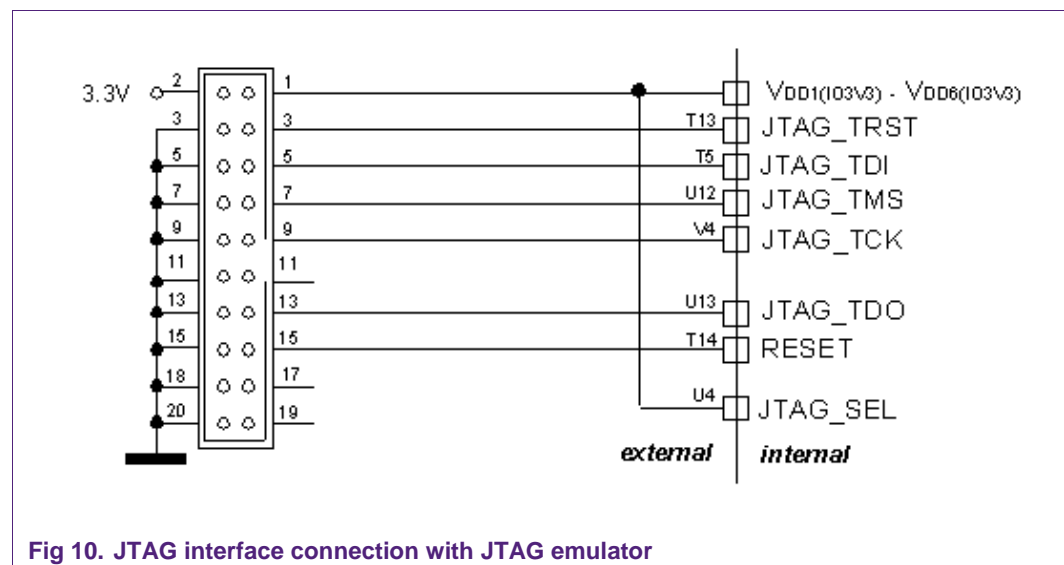 3.3V 2 1 VDD1(IO3V3) - VDD6(IO3V3)
3 3 T13 JTAG_TRST
5 5 T5 JTAG_TDI
7 7 U12 JTAG_TMS
9 9 V4 JTAG_TCK
11 11
13 13 U13 JTAG_TDO
15 15 T14 RESET
18 17
20 19 U4 JTAG_SEL
external internal
Fig 10. JTAG interface connection with JTAG emulator